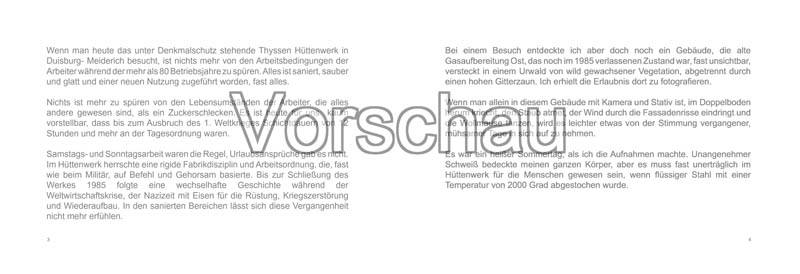 Wenn man heute das unter Denkmalschutz stehende Thyssen Hüttenwerk in
Duisburg- Meiderich besucht, ist nichts mehr von den Arbeitsbedingungen der
Arbeiter während der mehr als 80 Betriebsjahre zu spüren. Alles ist saniert, sauber
und glatt und einer neuen Nutzung zugeführt worden, fast alles.
Nichts ist mehr zu spüren von den Lebensumständen der Arbeiter, die alles
andere gewesen sind, als ein Zuckerschlecken. Es ist heute für uns kaum
vorstellbar, dass bis zum Ausbruch des 1. Weltkrieges Schichtdauern von 12
Stunden und mehr an der Tagesordnung waren.
Samstags- und Sonntagsarbeit waren die Regel, Urlaubsansprüche gab es nicht.
Im Hüttenwerk herrschte eine rigide Fabrikdisziplin und Arbeitsordnung, die, fast
wie beim Militär, auf Befehl und Gehorsam basierte. Bis zur Schließung des
Werkes 1985 folgte eine wechselhafte Geschichte während der
Weltwirtschaftskrise, der Nazizeit mit Eisen für die Rüstung, Kriegszerstörung
und Wiederaufbau. In den sanierten Bereichen lässt sich diese Vergangenheit
nicht mehr erfühlen.
3
Bei einem Besuch entdeckte ich aber doch noch ein Gebäude, die alte
Gasaufbereitung Ost, das noch im 1985 verlassenen Zustand war, fast unsichtbar,
versteckt in einem Urwald von wild gewachsener Vegetation, abgetrennt durch
einen hohen Gitterzaun. Ich erhielt die Erlaubnis dort zu fotografieren.
Wenn man allein in diesem Gebäude mit Kamera und Stativ ist, im Doppelboden
herum kriecht, den Staub atmet, der Wind durch die Fassadenrisse eindringt und
die Wollmäuse tanzen, wird es leichter etwas von der Stimmung vergangener,
mühsamer Tage in sich auf zu nehmen.
Es war ein heißer Sommertag, als ich die Aufnahmen machte. Unangenehmer
Schweiß bedeckte meinen ganzen Körper, aber es muss fast unerträglich im
Hüttenwerk für die Menschen gewesen sein, wenn flüssiger Stahl mit einer
Temperatur von 2000 Grad abgestochen wurde.
4
Vorschau